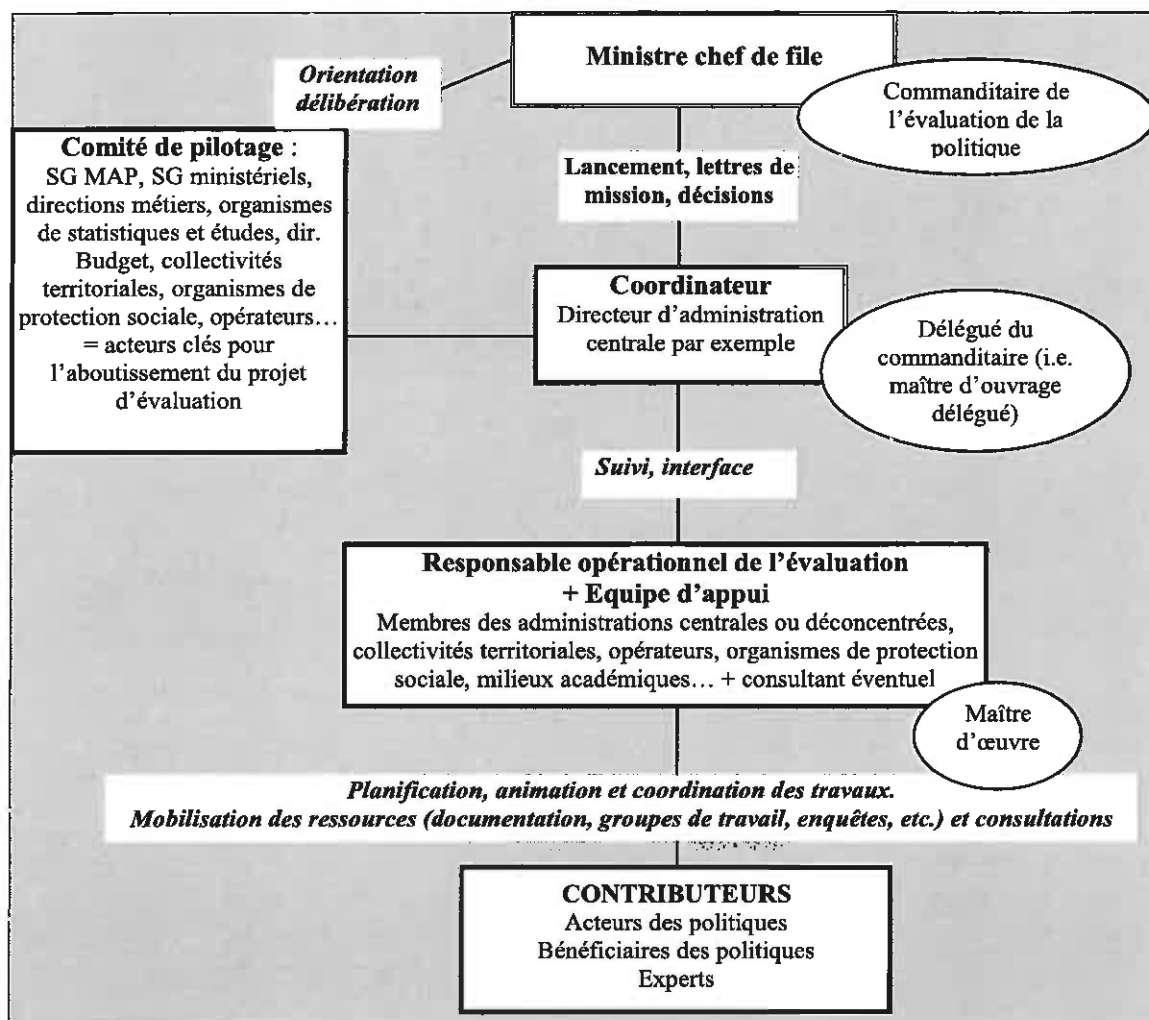 Ministre chef de file
Orientation
délibération
Commanditaire de
l'évaluation de la
politique
Comité de pilotage :
SG MAP, SG ministériels,
directions métiers, organismes
de statistiques et études, dir.
Budget, collectivités
territoriales, organismes de
protection sociale, opérateurs…
= acteurs clés pour
l'aboutissement du projet
d'évaluation
Lancement, lettres de
mission, décisions
Coordinateur
Directeur d'administration
centrale par exemple
Délégué du
commanditaire (i.e.
maître d'ouvrage
délégué)
Suivi, interface
Responsable opérationnel de l'évaluation
+ Equipe d'appui
Membres des administrations centrales ou déconcentrées,
collectivités territoriales, opérateurs, organismes de protection
sociale, milieux académiques… + consultant éventuel
Maître
d'œuvre
Planification, animation et coordination des travaux.
Mobilisation des ressources (documentation, groupes de travail, enquêtes, etc.) et consultations
CONTRIBUTEURS
Acteurs des politiques
Bénéficiaires des politiques
Experts